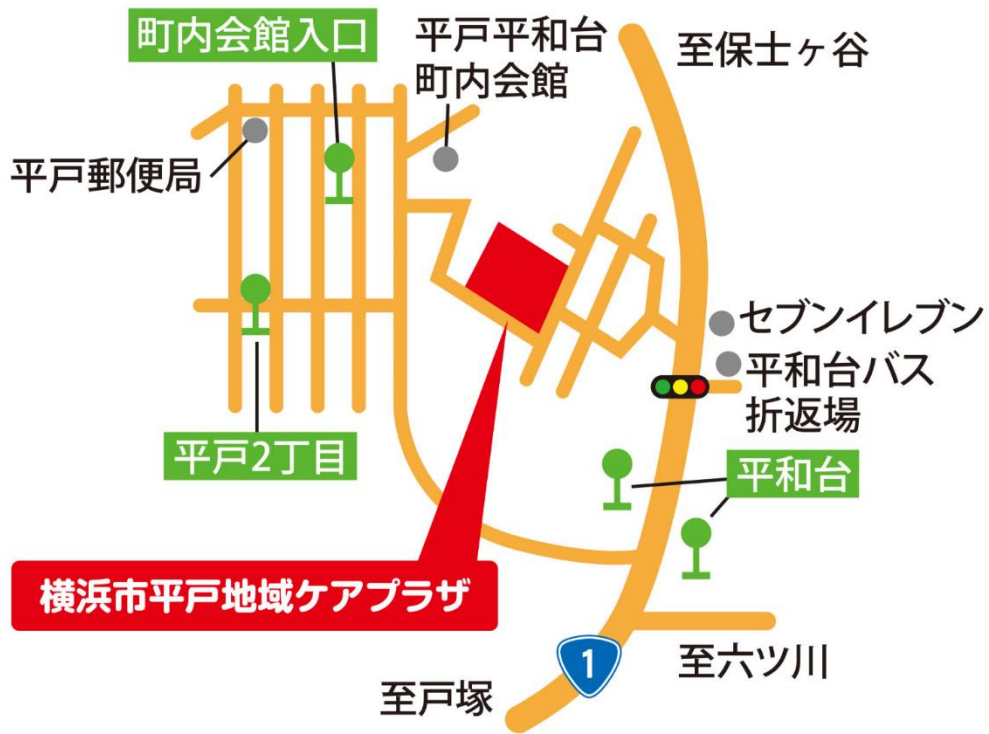 町内会館入口
平戸平和台
町内会館
至保士ヶ谷
平戸郵便局
セブンイレブン
平和台バス
折返場
平戸2丁目
平和台
横浜市平戸地域ケアプラザ
1
至六ツ川
至戸塚